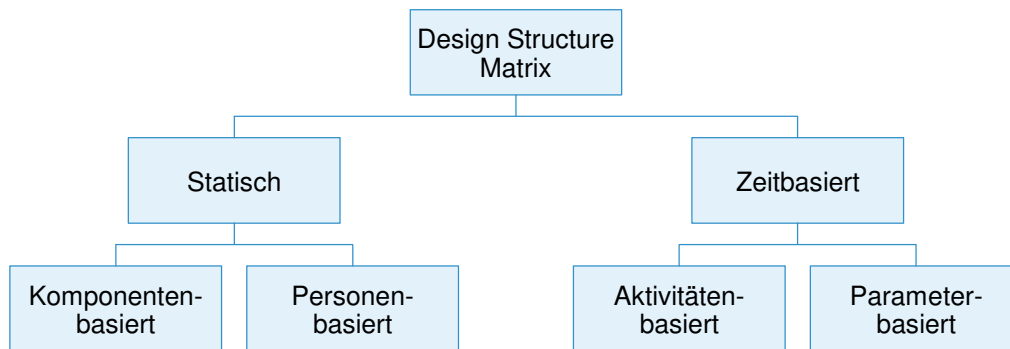 Design Structure
Matrix
Statisch
Zeitbasiert
Komponenten-
basiert
Personen-
basiert
Aktivitäten-
basiert
Parameter-
basiert